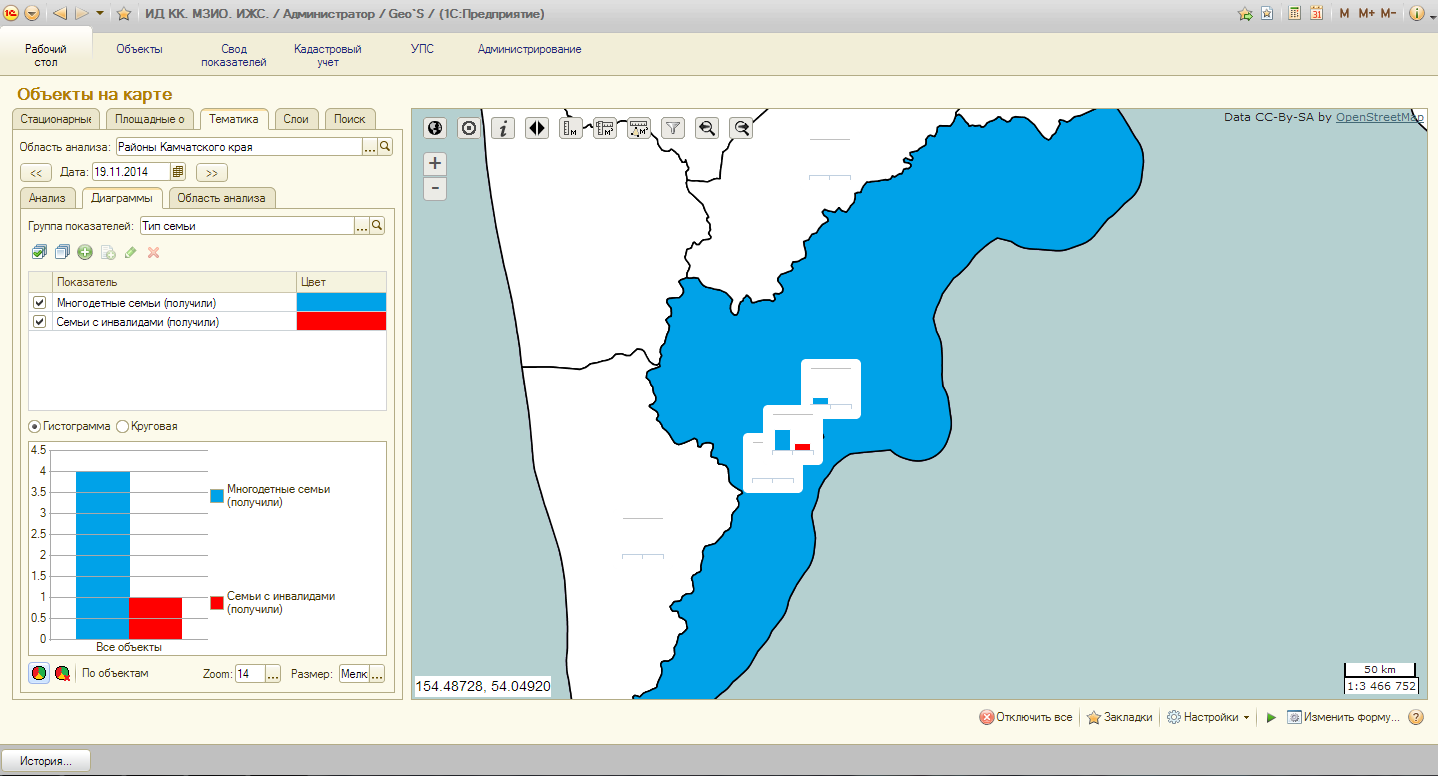 ИД КК. МЗИО. ИЖС. / Администратор / Geo`S / (1С:Предприятие)
M M+ M-
Рабочий стол
Объекты
Свод показателей
Кадастровый учет
УПС
Администрирование
Объекты на карте
Стационарны
Площадные о
Тематика
Слои
Поиск
Область анализа: Районы Камчатского края ...
<< Дата: 19.11.2014 >>
Анализ
Диаграммы
Область анализа
Группа показателей: Тип семьи ...
Показатель Цвет
Многодетные семьи (получили)
Семьи с инвалидами (получили)
Гистограмма Круговая
4.5
4
3.5
3
2.5
2
1.5
1
0.5
0
Все объекты
Многодетные семьи
(получили)
Семьи с инвалидами
(получили)
По объектам Zoom: 14 ... Размер: Мелк ...
Data CC-By-SA by OpenStreetMap
+
-
154.48728, 54.04920
50 km
1:3 466 752
Отключить все Закладки Настройки Изменить форму... ?
История...